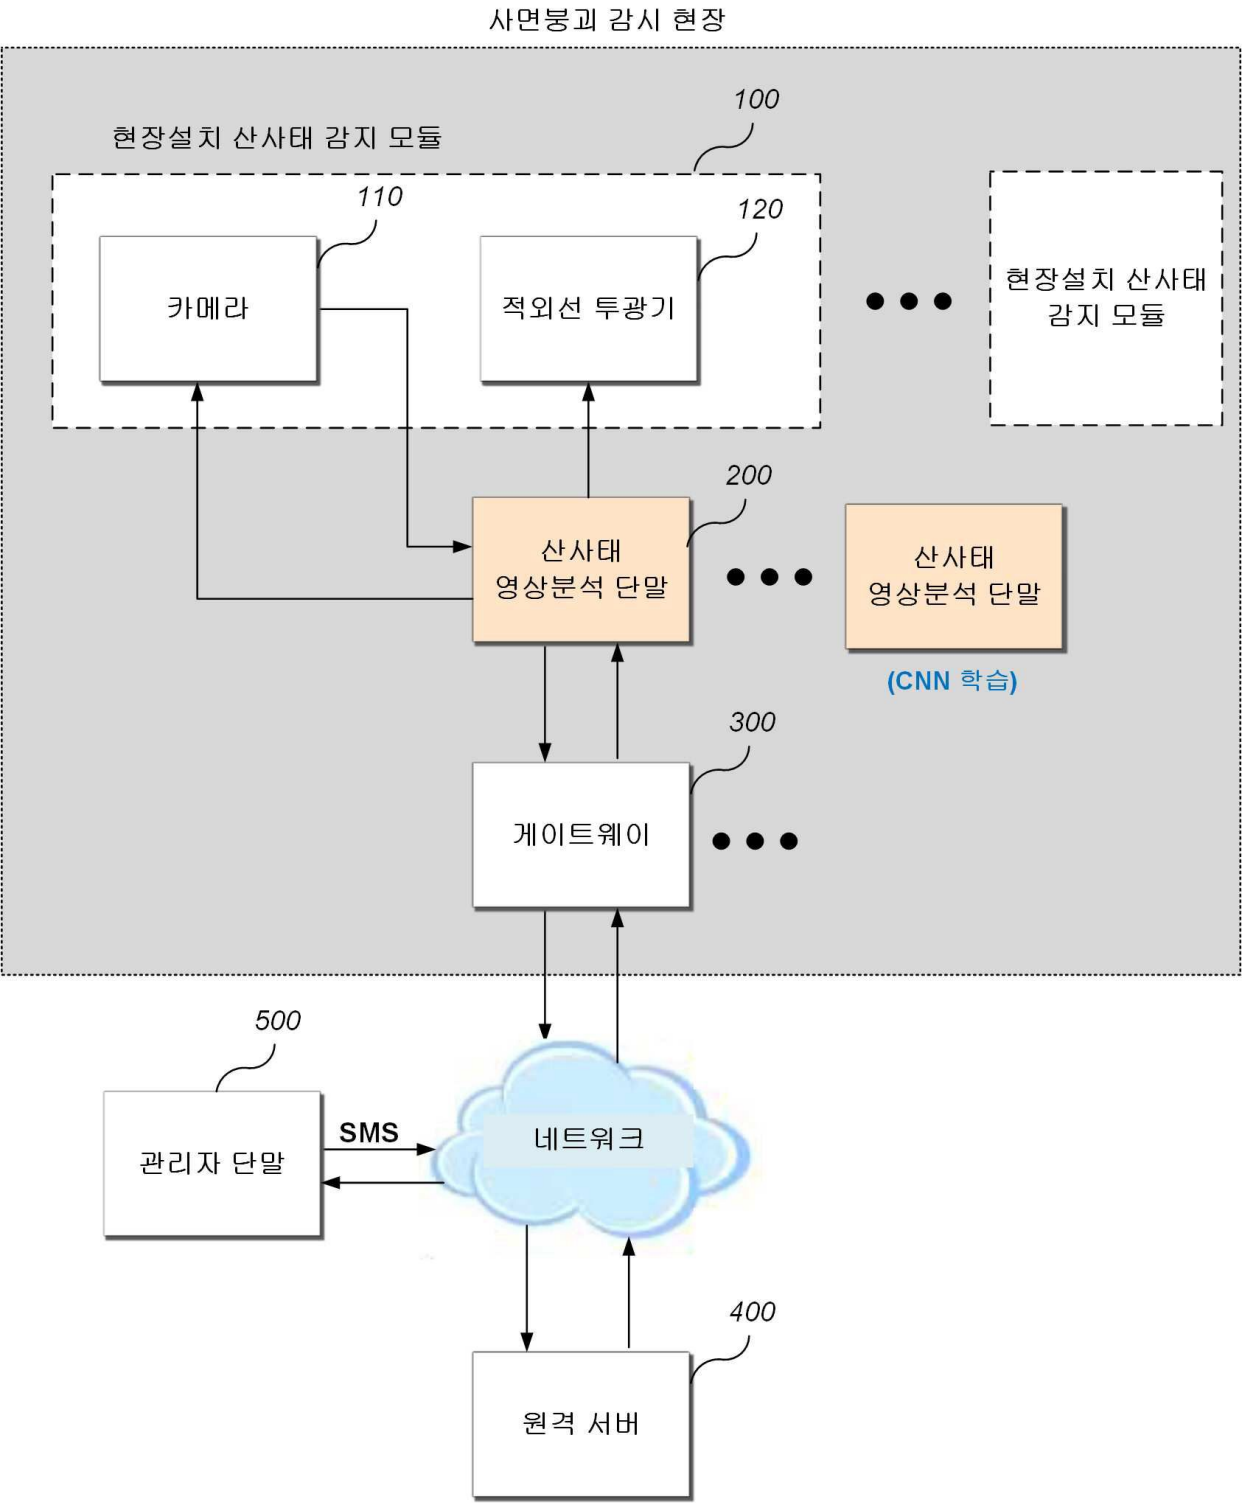 사면붕괴 감시 현장
100
현장설치 산사태 감지 모듈
110
120
카메라
적외선 투광기
현장설치 산사태
감지 모듈
200
산사태
영상분석 단말
산사태
영상분석 단말
(CNN 학습)
300
게이트웨이
500
SMS
네트워크
관리자 단말
400
원격 서버